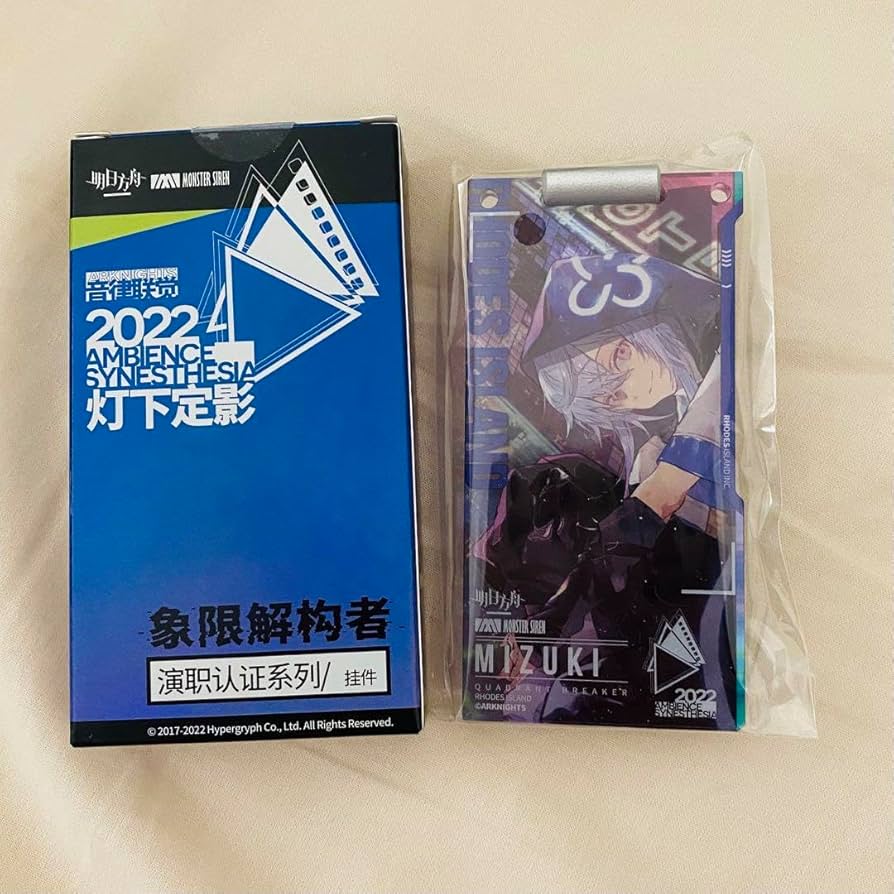 明日方舟 MONSTER SIREN
ARKNIGHTS
音律联觉
2022
AMBIENCE
SYNESTHESIA
灯下定影
象限解构者
演职认证系列/ 挂件
© 2017-2022 Hypergryph Co., Ltd. All Rights Reserved.
RHODES ISLAND
RHODES ISLAND INC.
明日方舟
MONSTER SIREN
MIZUKI
QUADRANT BREAKER
RHODES ISLAND
©ARKNIGHTS
2022
AMBIENCE
SYNESTHESIA